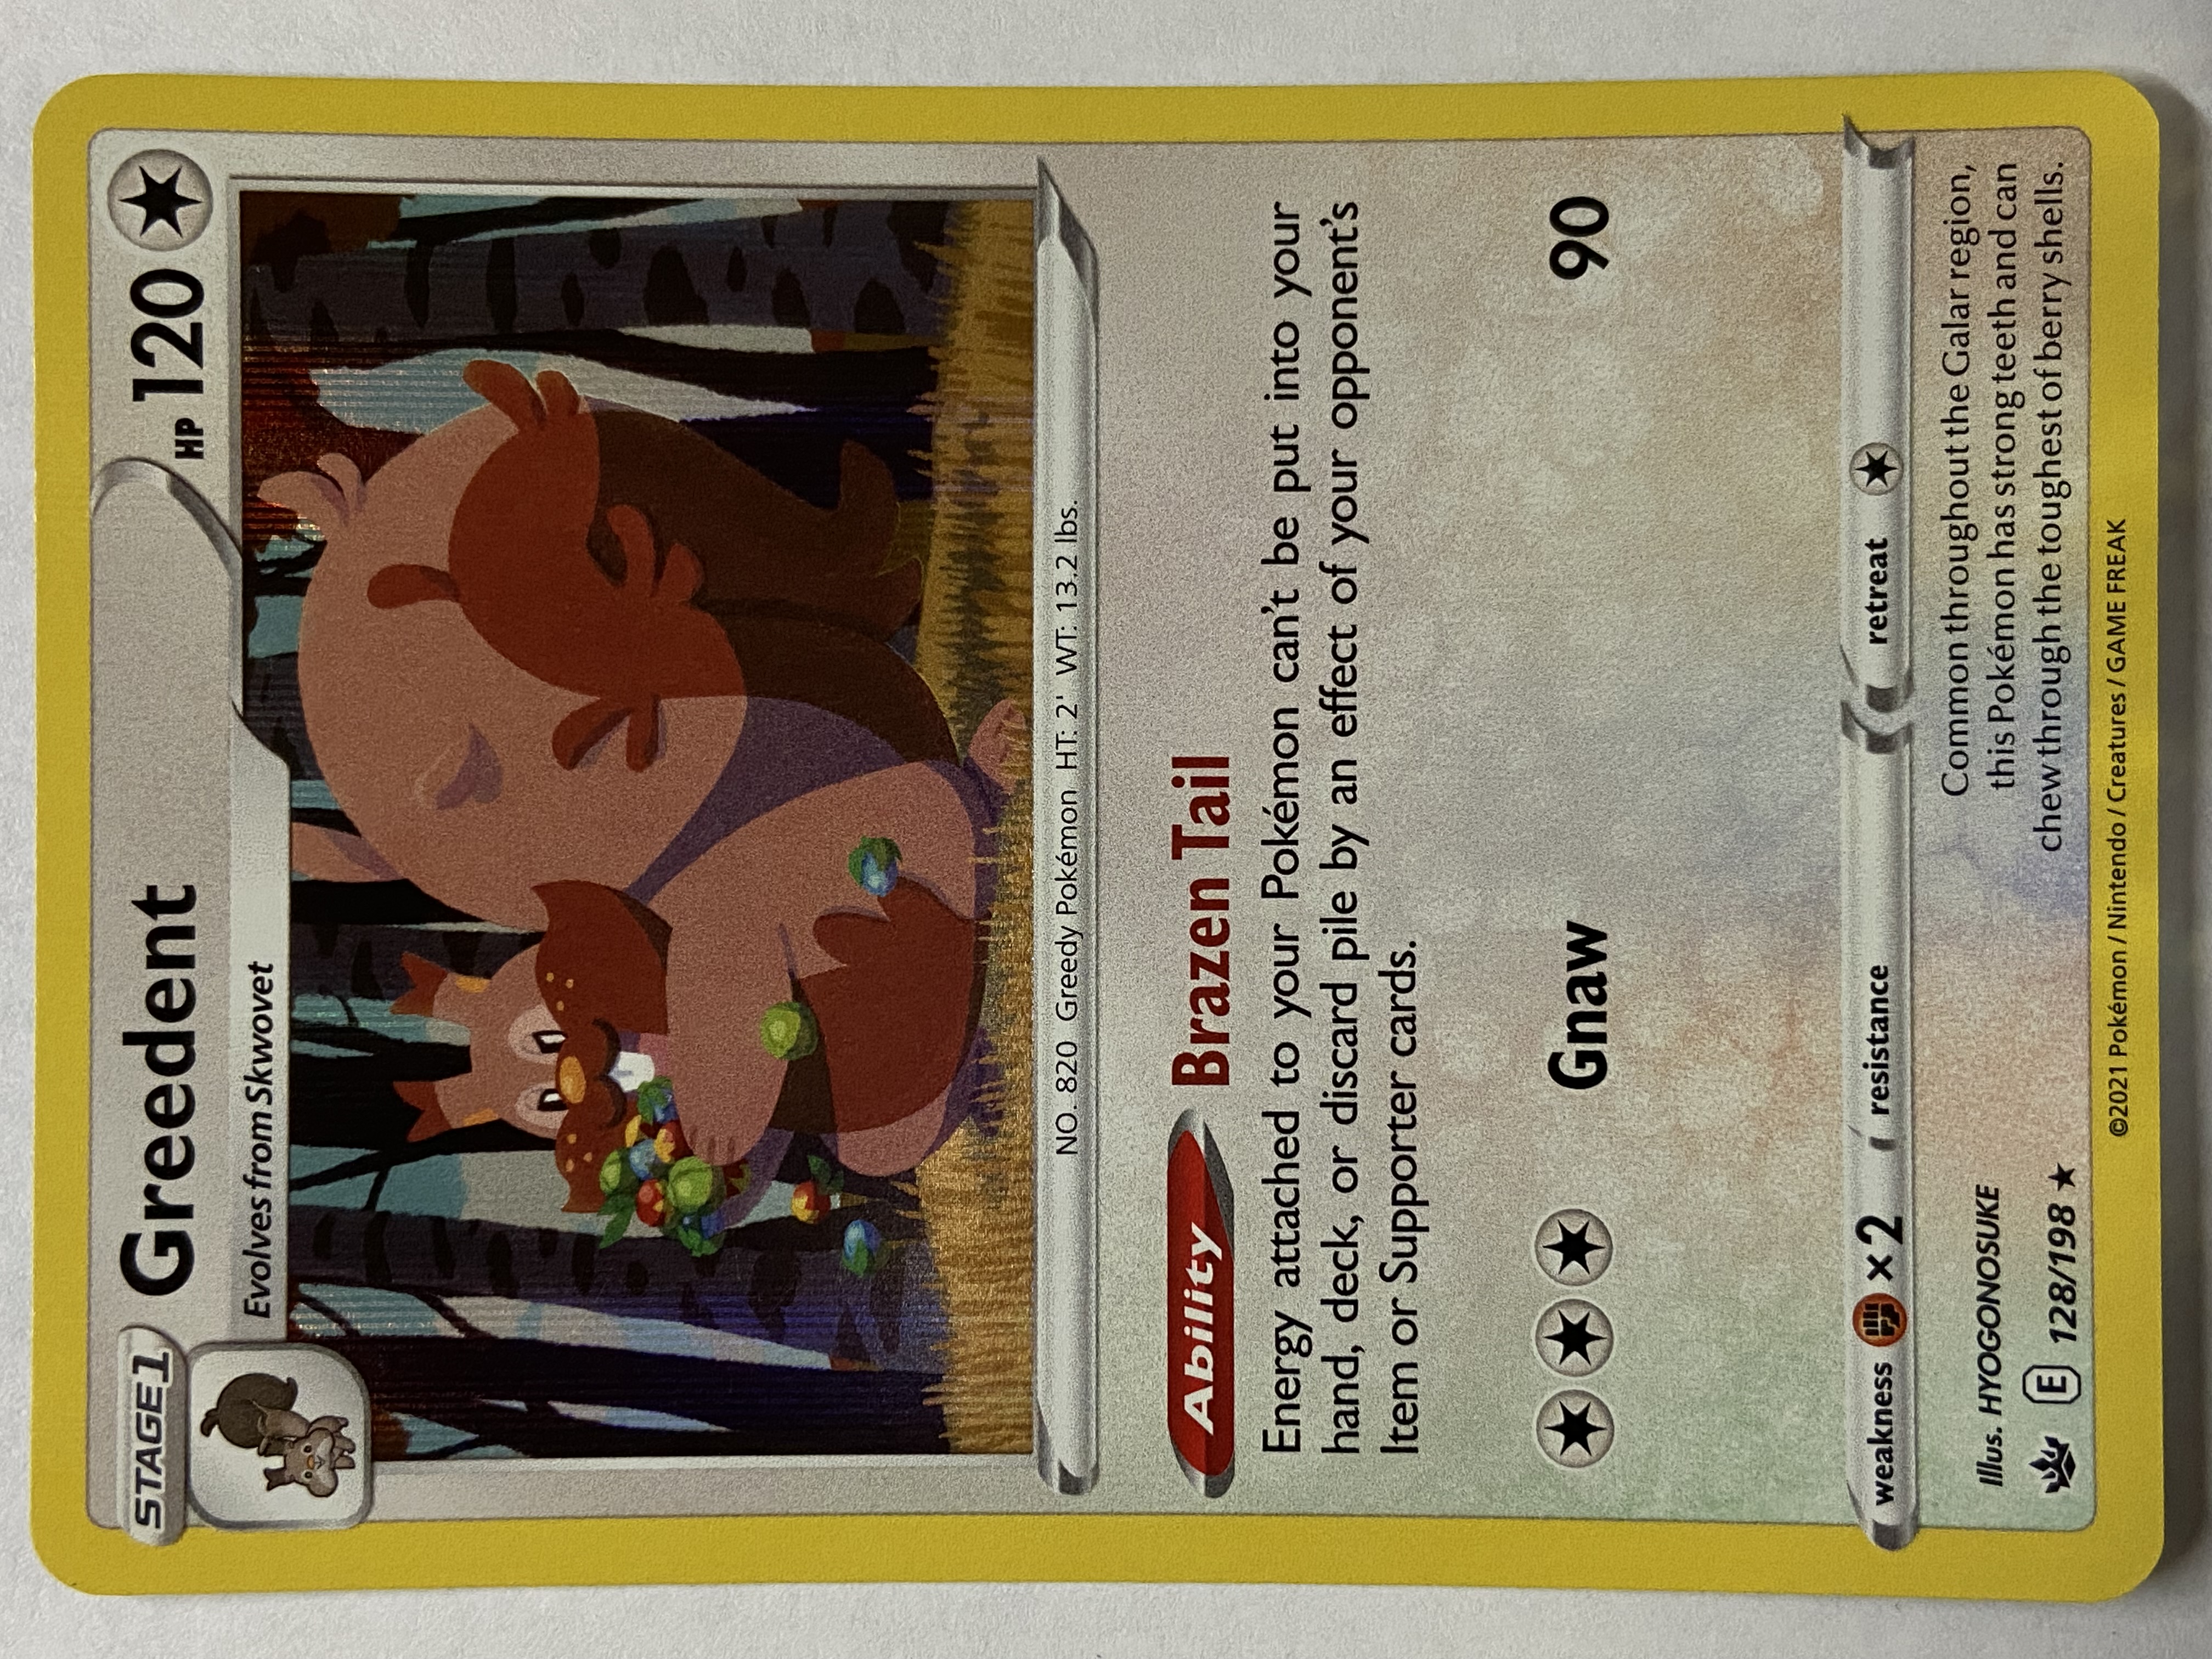 STAGE 1
Greedent
HP 120
Evolves from Skwovet
NO. 820 Greedy Pokémon HT: 2' WT: 13.2 lbs.
Ability Brazen Tail
Energy attached to your Pokémon can't be put into your
hand, deck, or discard pile by an effect of your opponent's
Item or Supporter cards.
Gnaw 90
weakness ×2 resistance retreat
Illus. HYOGONOSUKE
E 128/198 ★
Common throughout the Galar region,
this Pokémon has strong teeth and can
chew through the toughest of berry shells.
©2021 Pokémon / Nintendo / Creatures / GAME FREAK